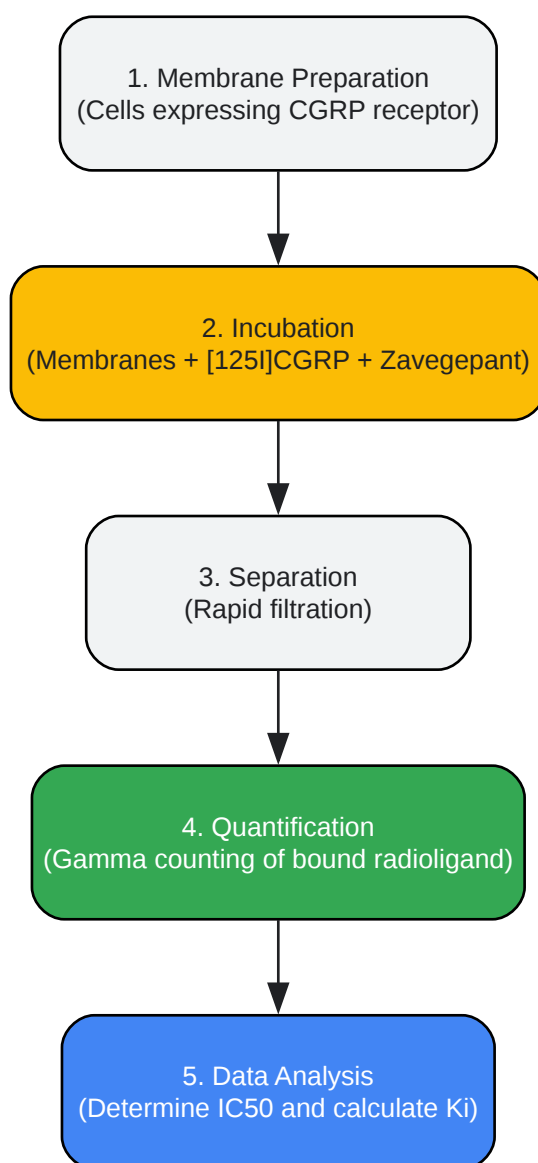 1. Membrane Preparation
(Cells expressing CGRP receptor)
2. Incubation
(Membranes + [125I]CGRP + Zavegepant)
3. Separation
(Rapid filtration)
4. Quantification
(Gamma counting of bound radioligand)
5. Data Analysis
(Determine IC50 and calculate Ki)